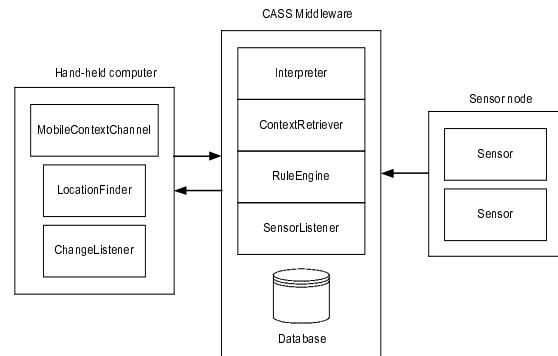 CASS Middleware
Hand-held computer
MobileContextChannel
LocationFinder
ChangeListener
Interpreter
ContextRetriever
RuleEngine
SensorListener
Database
Sensor node
Sensor
Sensor